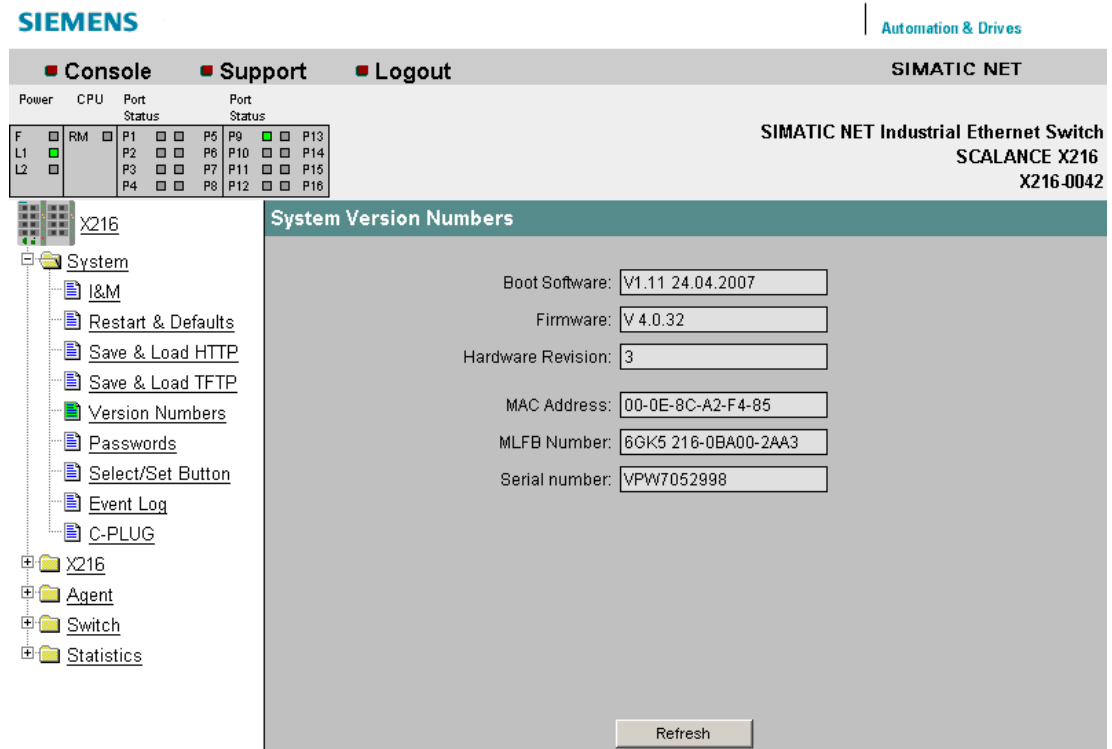 SIEMENS
Automation & Drives
Console Support Logout SIMATIC NET
Power CPU Port Status Port Status
F RM P1 P5 P9 P13
L1 P2 P6 P10 P14
L2 P3 P7 P11 P15
P4 P8 P12 P16
SIMATIC NET Industrial Ethernet Switch
SCALANCE X216
X216-0042
X216
System
I&M
Restart & Defaults
Save & Load HTTP
Save & Load TFTP
Version Numbers
Passwords
Select/Set Button
Event Log
C-PLUG
X216
Agent
Switch
Statistics
System Version Numbers
Boot Software: V1.11 24.04.2007
Firmware: V 4.0.32
Hardware Revision: 3
MAC Address: 00-0E-8C-A2-F4-85
MLFB Number: 6GK5 216-0BA00-2AA3
Serial number: VPW7052998
Refresh